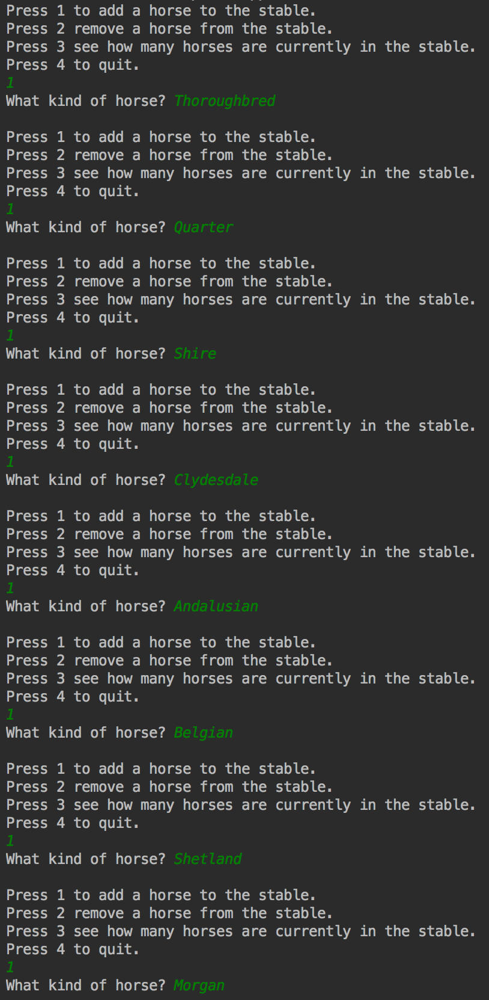 Press 1 to add a horse to the stable.
Press 2 remove a horse from the stable.
Press 3 see how many horses are currently in the stable.
Press 4 to quit.
1
What kind of horse? Thoroughbred
Press 1 to add a horse to the stable.
Press 2 remove a horse from the stable.
Press 3 see how many horses are currently in the stable.
Press 4 to quit.
1
What kind of horse? Quarter
Press 1 to add a horse to the stable.
Press 2 remove a horse from the stable.
Press 3 see how many horses are currently in the stable.
Press 4 to quit.
1
What kind of horse? Shire
Press 1 to add a horse to the stable.
Press 2 remove a horse from the stable.
Press 3 see how many horses are currently in the stable.
Press 4 to quit.
1
What kind of horse? Clydesdale
Press 1 to add a horse to the stable.
Press 2 remove a horse from the stable.
Press 3 see how many horses are currently in the stable.
Press 4 to quit.
1
What kind of horse? Andalusian
Press 1 to add a horse to the stable.
Press 2 remove a horse from the stable.
Press 3 see how many horses are currently in the stable.
Press 4 to quit.
1
What kind of horse? Belgian
Press 1 to add a horse to the stable.
Press 2 remove a horse from the stable.
Press 3 see how many horses are currently in the stable.
Press 4 to quit.
1
What kind of horse? Shetland
Press 1 to add a horse to the stable.
Press 2 remove a horse from the stable.
Press 3 see how many horses are currently in the stable.
Press 4 to quit.
1
What kind of horse? Morgan